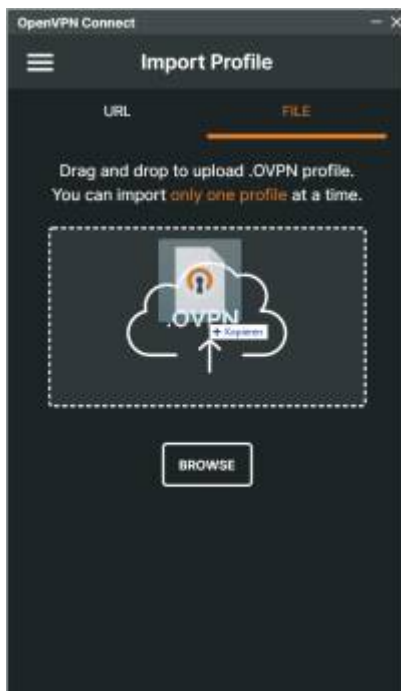 OpenVPN Connect
Import Profile
URL
FILE
Drag and drop to upload .OVPN profile.
You can import only one profile at a time.
.OVPN
+ Kopieren
BROWSE